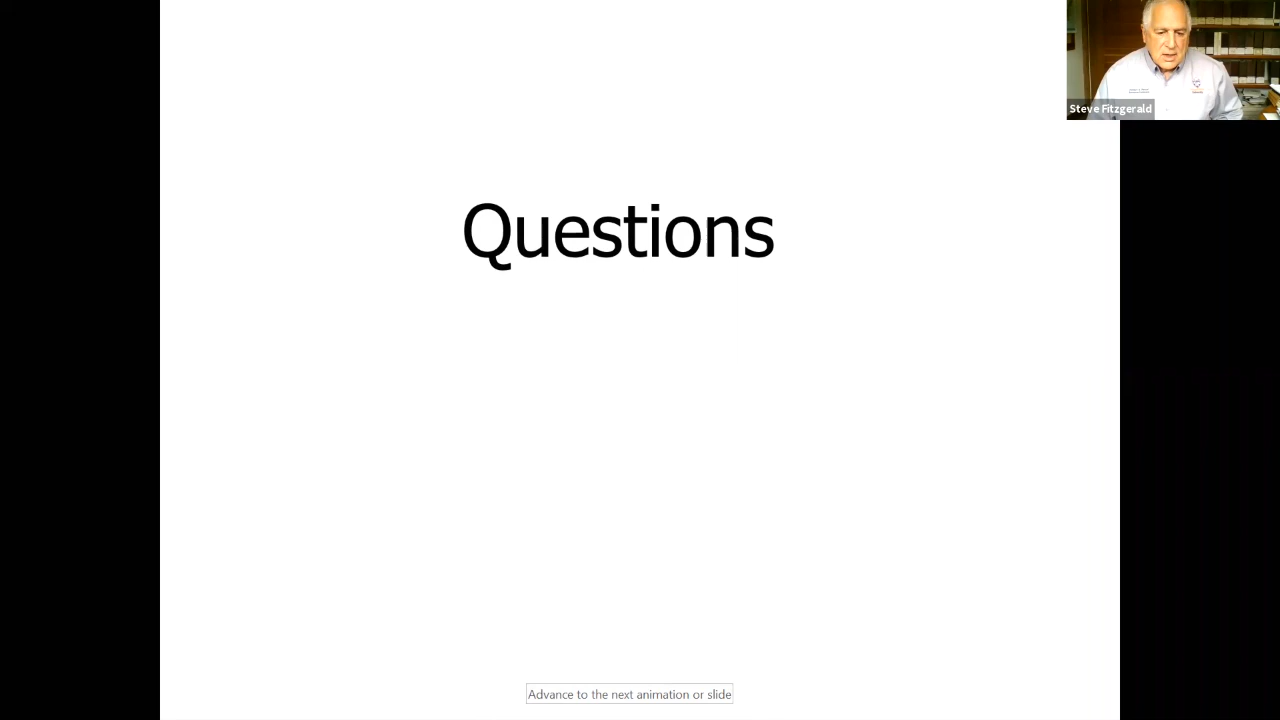 Steve Fitzgerald
Questions
Advance to the next animation or slide